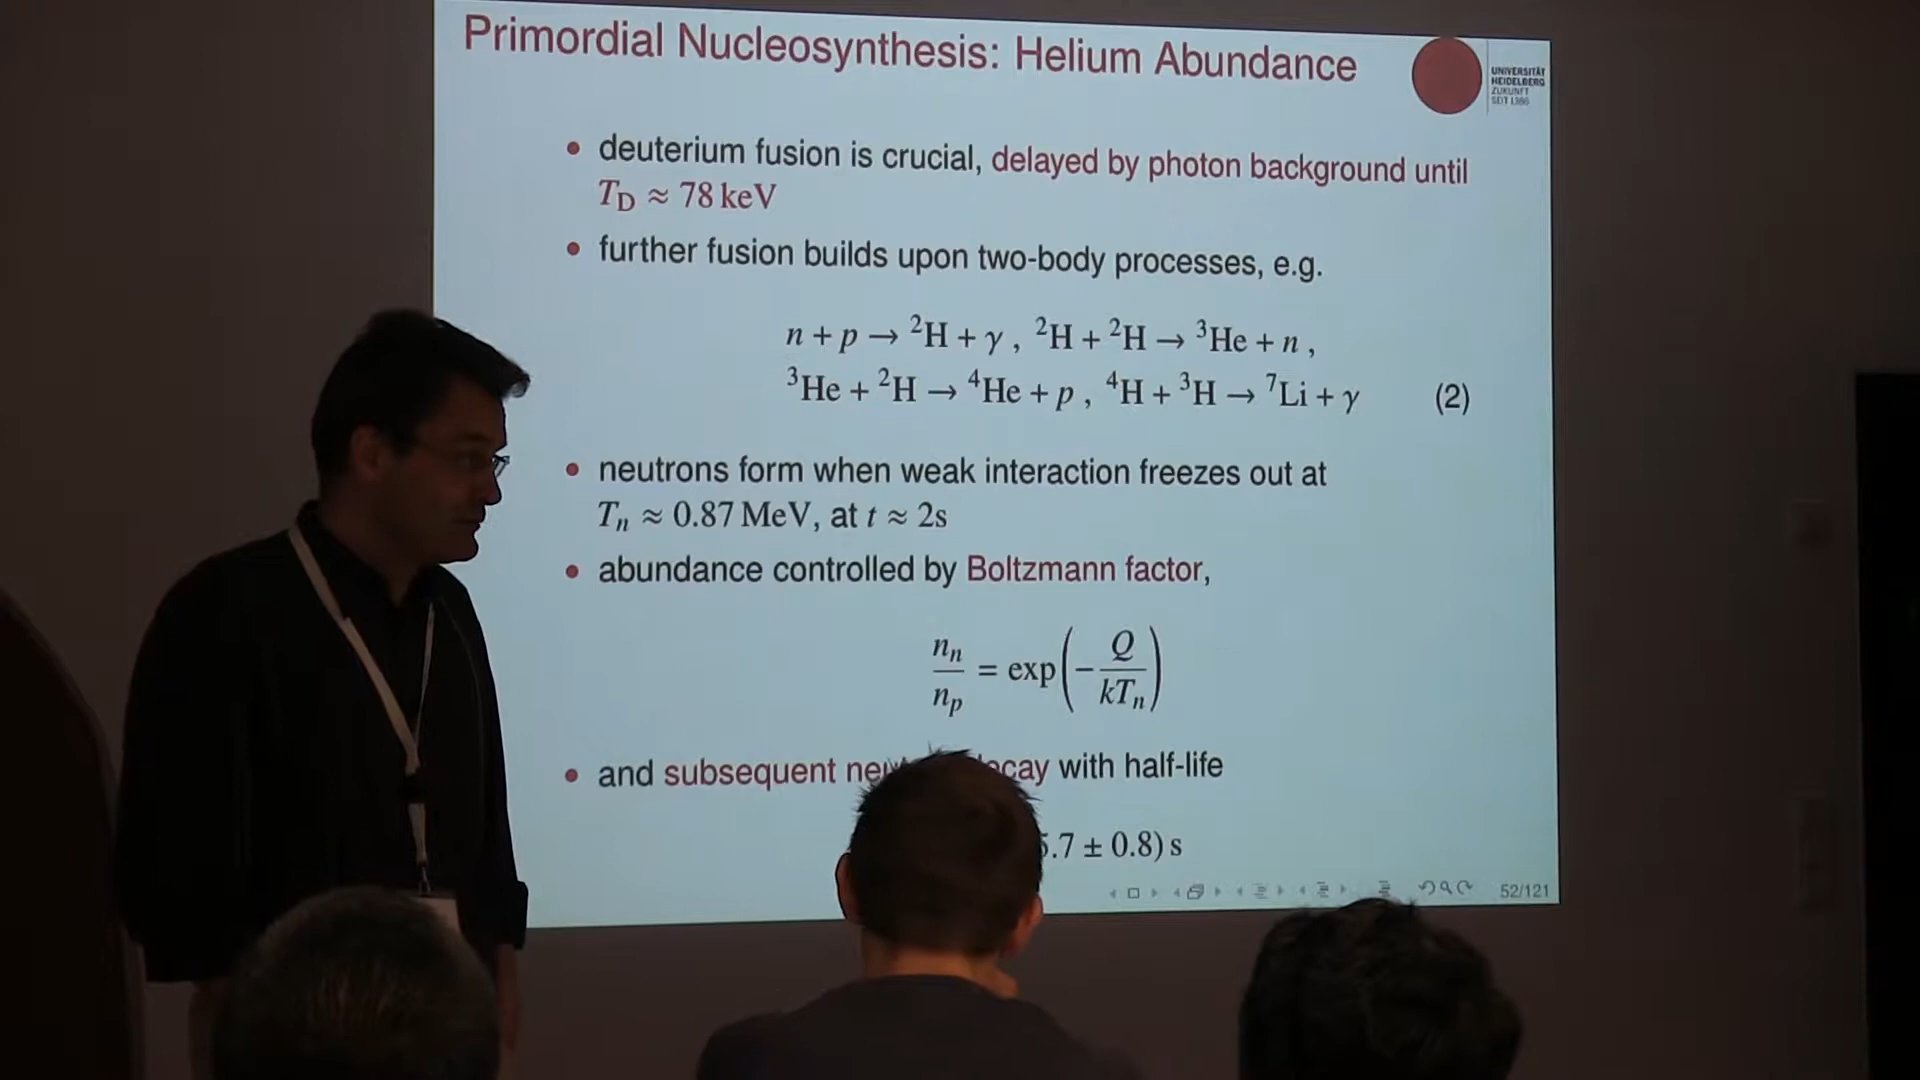 Primordial Nucleosynthesis: Helium Abundance
UNIVERSITÄT
HEIDELBERG
ZUKUNFT
SEIT 1386
• deuterium fusion is crucial, delayed by photon background until
T_D ≈ 78 keV
• further fusion builds upon two-body processes, e.g.
n + p → ²H + γ , ²H + ²H → ³He + n ,
³He + ²H → ⁴He + p , ⁴H + ³H → ⁷Li + γ (2)
• neutrons form when weak interaction freezes out at
T_n ≈ 0.87 MeV, at t ≈ 2s
• abundance controlled by Boltzmann factor,
n_n / n_p = exp(− Q / kT_n)
• and subsequent with half-life
.7 ± 0.8) s
52/121